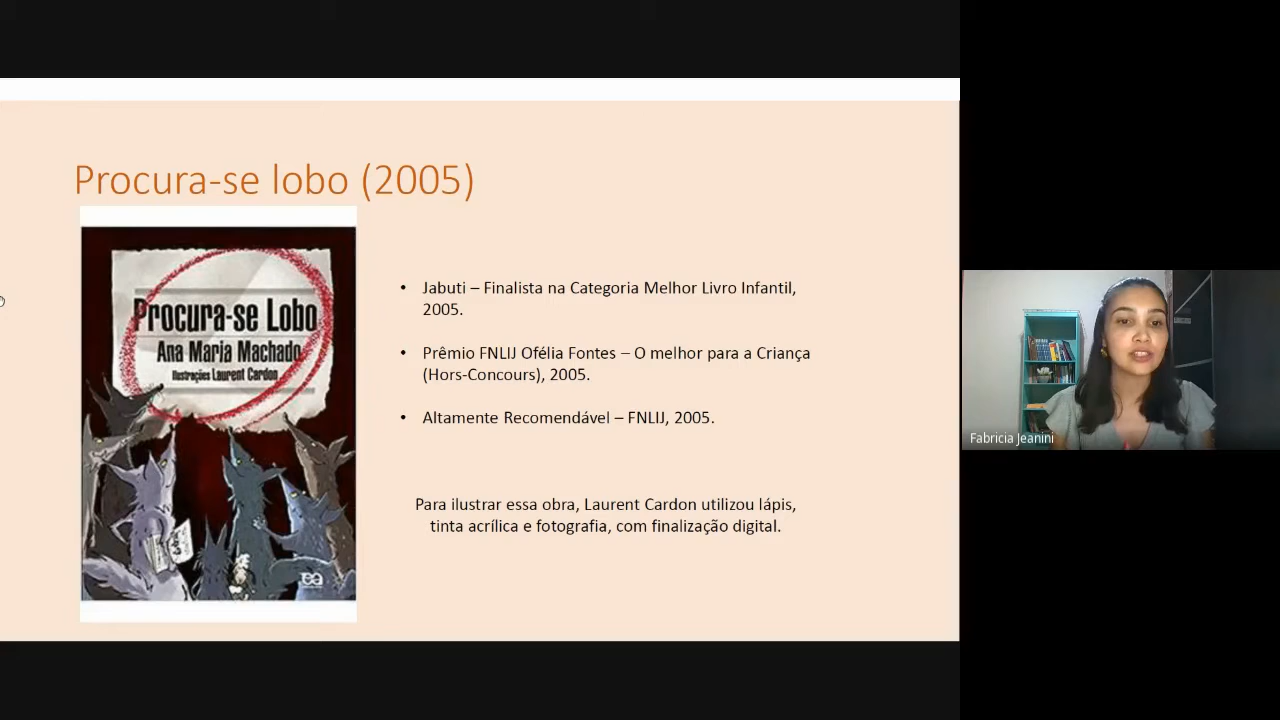 Procura-se lobo (2005)
Procura-se Lobo
Ana Maria Machado
Ilustrações Laurent Cardon
• Jabuti – Finalista na Categoria Melhor Livro Infantil,
2005.
• Prêmio FNLIJ Ofélia Fontes – O melhor para a Criança
(Hors-Concours), 2005.
• Altamente Recomendável – FNLIJ, 2005.
Para ilustrar essa obra, Laurent Cardon utilizou lápis,
tinta acrílica e fotografia, com finalização digital.
Fabricia Jeanini